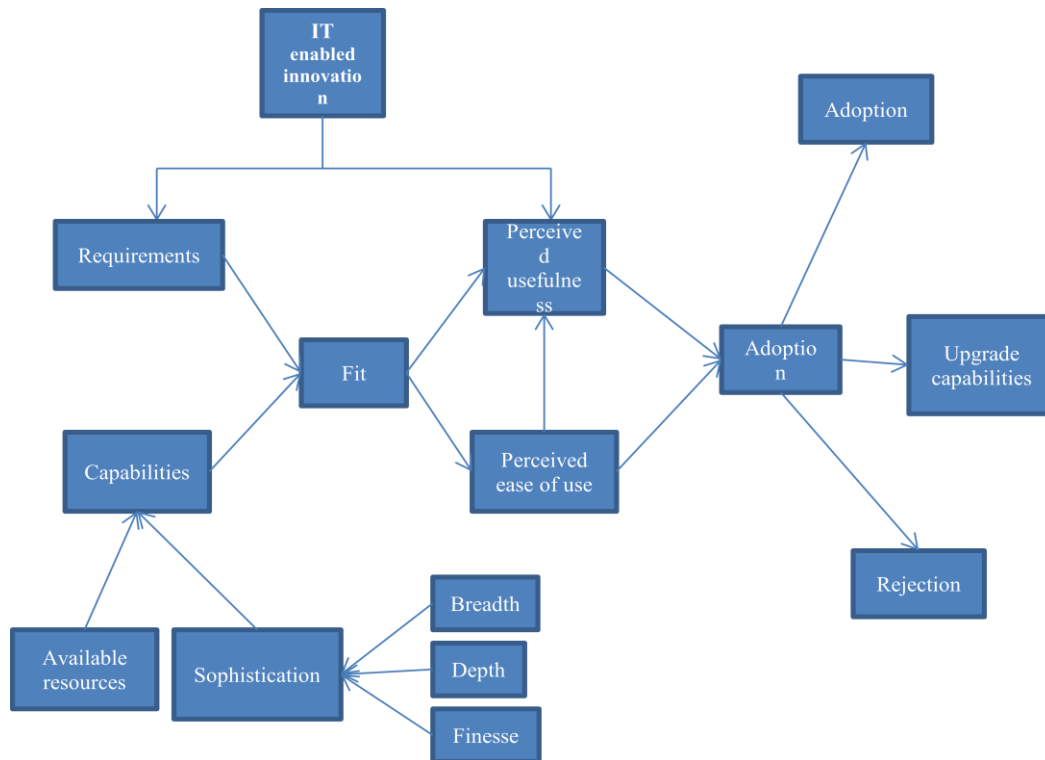 IT
enabled
innovatio
n
Adoption
Requirements
Perceive
d
usefulne
ss
Fit
Adoptio
n
Upgrade
capabilities
Capabilities
Perceived
ease of use
Rejection
Breadth
Available
resources
Sophistication
Depth
Finesse